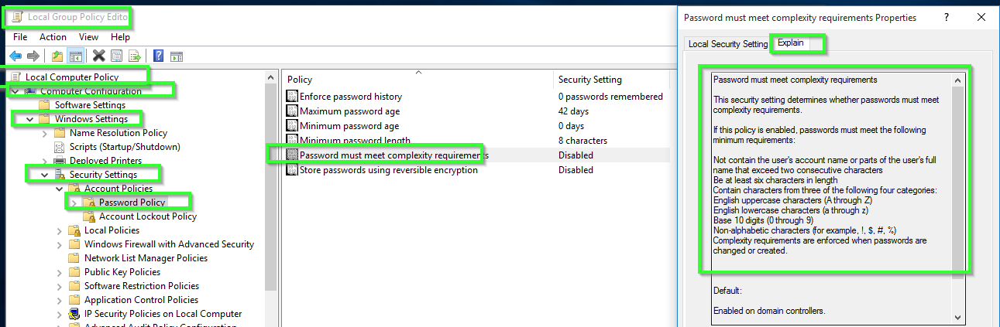 Local Group Policy Edito
File Action View Help
Local Computer Policy
Computer Configuration
Software Settings
Windows Settings
Name Resolution Policy
Scripts (Startup/Shutdown)
Deployed Printers
Security Settings
Account Policies
Password Policy
Account Lockout Policy
Local Policies
Windows Firewall with Advanced Security
Network List Manager Policies
Public Key Policies
Software Restriction Policies
Application Control Policies
IP Security Policies on Local Computer
Advanced Audit Policy Configuration
Policy Security Setting
Enforce password history 0 passwords remembered
Maximum password age 42 days
Minimum password age 0 days
Minimum password length 8 characters
Password must meet complexity requirements Disabled
Store passwords using reversible encryption Disabled
Password must meet complexity requirements Properties ?
Local Security Setting Explain
Password must meet complexity requirements
This security setting determines whether passwords must meet
complexity requirements.
If this policy is enabled, passwords must meet the following
minimum requirements:
Not contain the user's account name or parts of the user's full
name that exceed two consecutive characters
Be at least six characters in length
Contain characters from three of the following four categories:
English uppercase characters (A through Z)
English lowercase characters (a through z)
Base 10 digits (0 through 9)
Non-alphabetic characters (for example, !, $, #, %)
Complexity requirements are enforced when passwords are
changed or created.
Default:
Enabled on domain controllers.